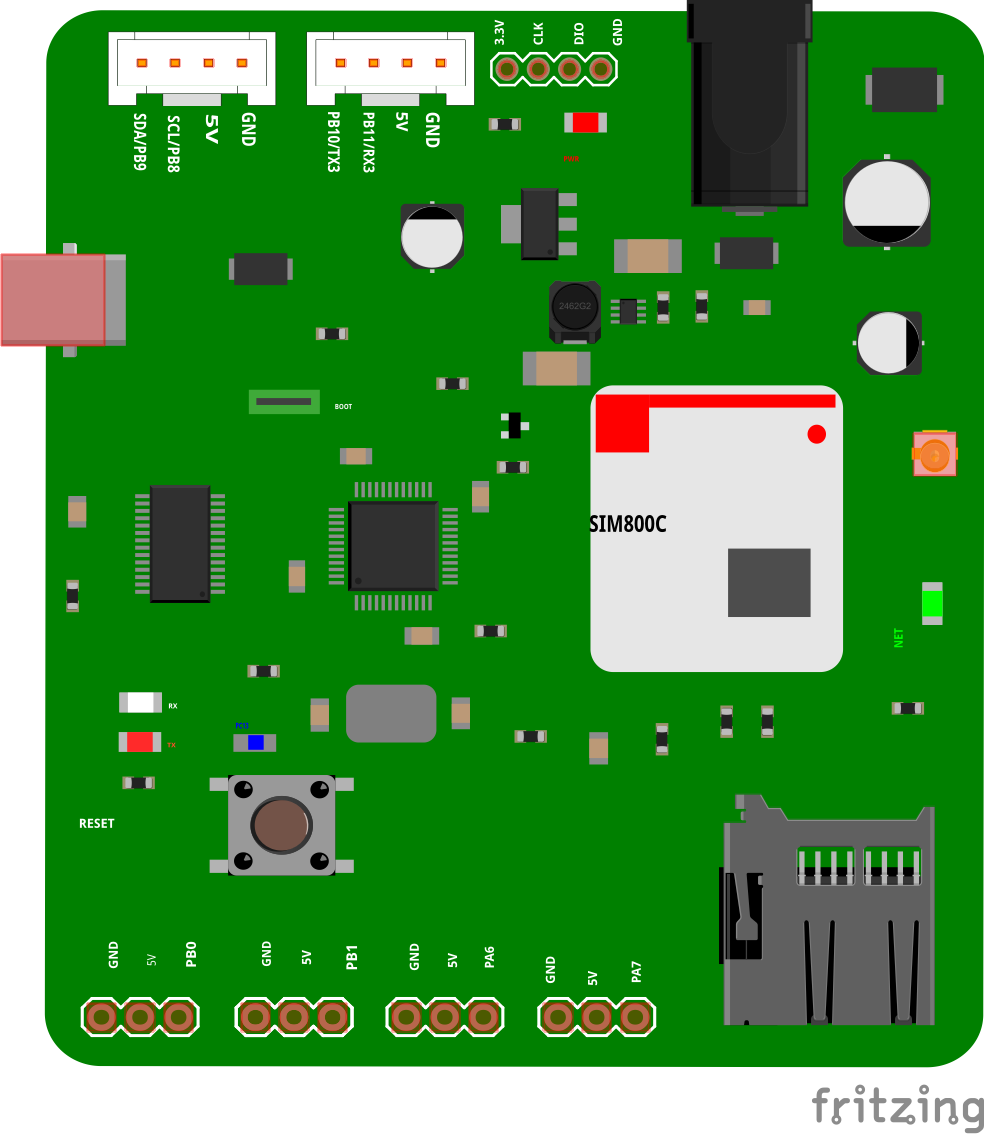 3.3V
CLK
DIO
GND
SDA/PB9
SCL/PB8
5V
GND
PB10/TX3
PB11/RX3
5V
GND
2462G2
BOOT
SIM800C
NET
RX
PC13
TX
RESET
GND
5V
PB0
GND
5V
PB1
GND
5V
PA6
GND
5V
PA7
fritzing